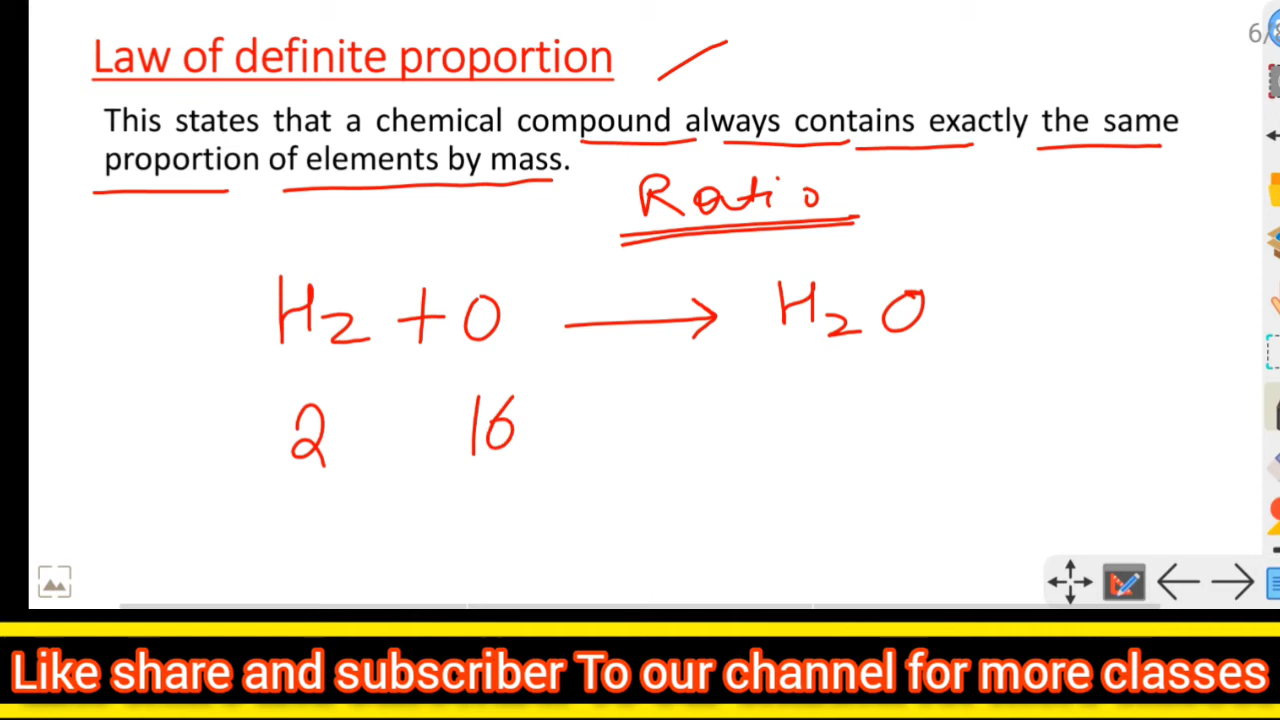 6/
Law of definite proportion
This states that a chemical compound always contains exactly the same
proportion of elements by mass.
Ratio
H2 + O → H2O
2 16
Like share and subscriber To our channel for more classes